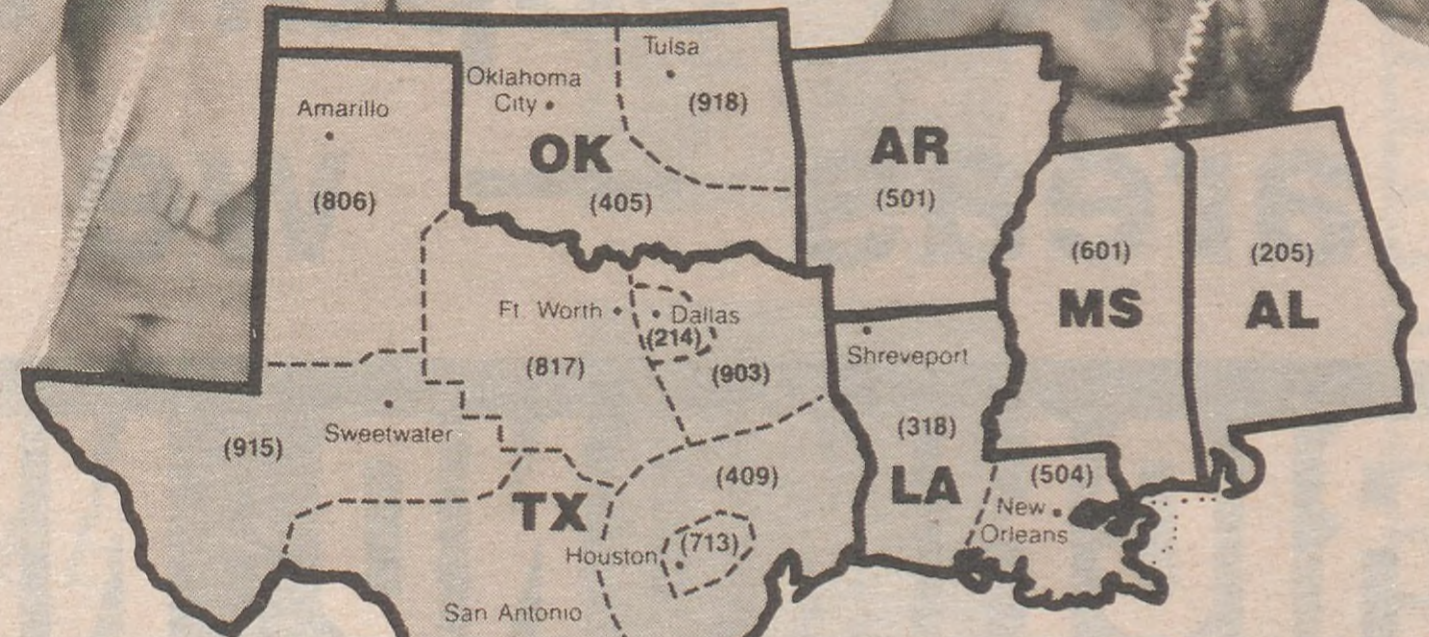 Tulsa
(918)
Oklahoma
City
OK
(405)
Amarillo
(806)
AR
(501)
(601)
MS
(205)
AL
Ft. Worth
Dallas
(214)
(817)
(903)
Shreveport
(318)
LA
(504)
New
Orleans
(915)
Sweetwater
TX
(409)
Houston
(713)
San Antonio